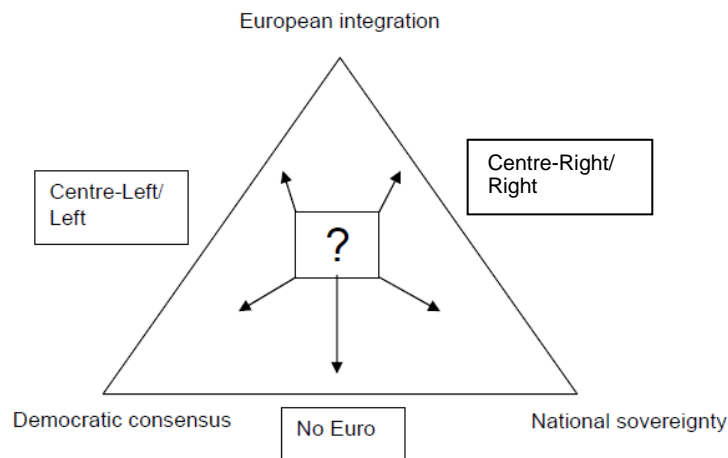 European integration
Centre-Left/
Left
Centre-Right/
Right
?
Democratic consensus
No Euro
National sovereignty